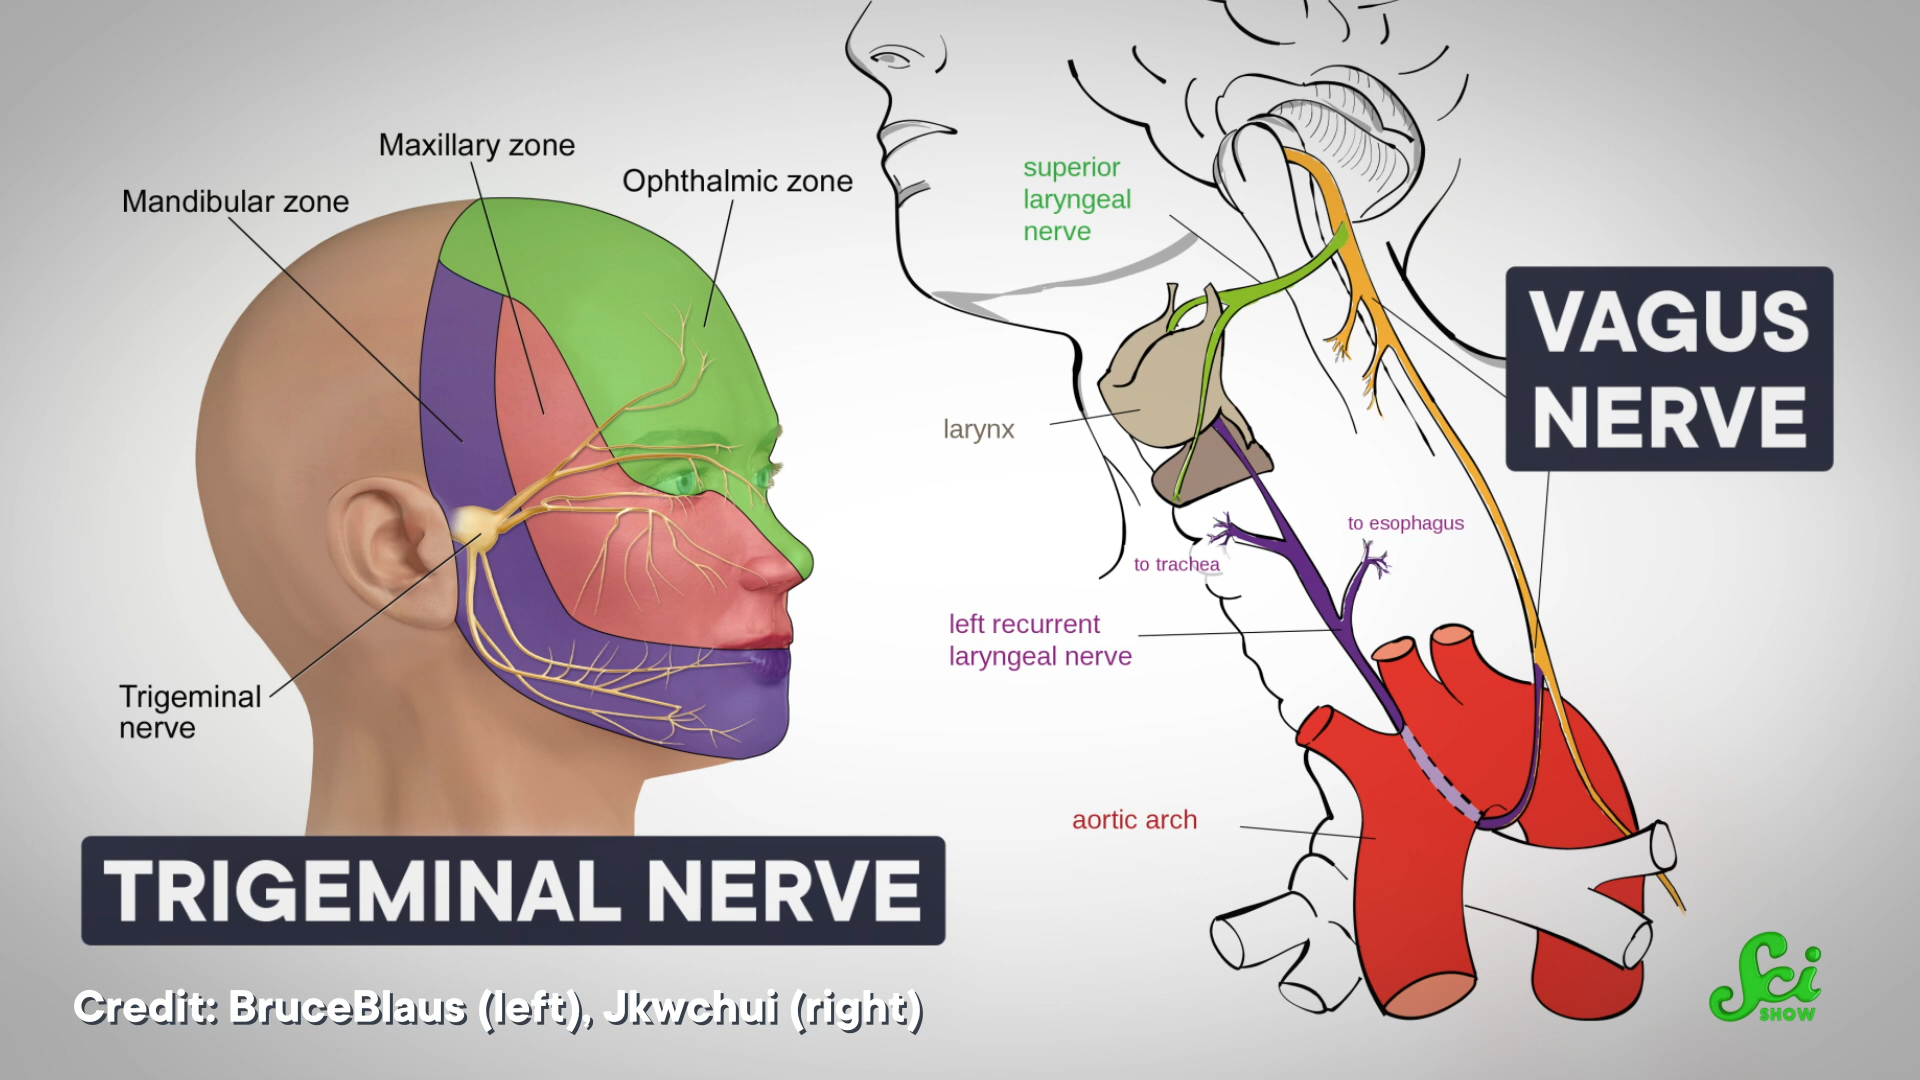 Maxillary zone
Ophthalmic zone
Mandibular zone
Trigeminal
nerve
TRIGEMINAL NERVE
Credit: BruceBlaus (left), Jkwchui (right)
superior
laryngeal
nerve
VAGUS
NERVE
larynx
to esophagus
to trachea
left recurrent
laryngeal nerve
aortic arch
Sci
SHOW